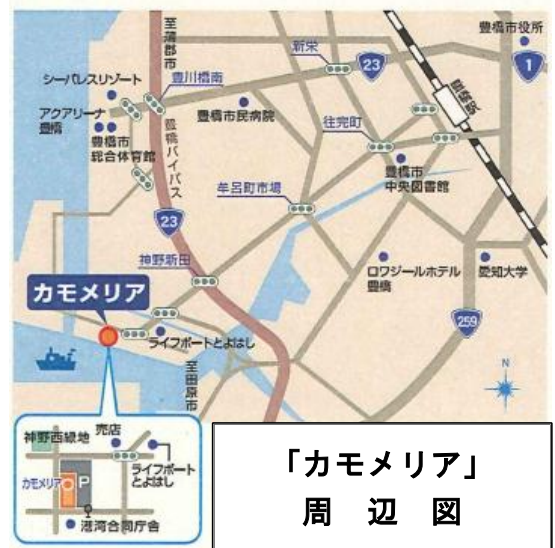 豊橋市役所
至蒲郡市
新栄
23
1
シーパレスリゾート
豊川橋南
豊橋駅
アクアリーナ
豊橋
豊橋市
総合体育館
豊橋市民病院
往完町
豊橋バイパス
豊橋市
中央図書館
牟呂町市場
23
神野新田
ロワジールホテル
豊橋
愛知大学
カモメリア
259
ライフポートとよはし
至田原市
N
神野西緑地
売店
カモメリア
P
ライフポート
とよはし
港湾合同庁舎
「カモメリア」
周 辺 図